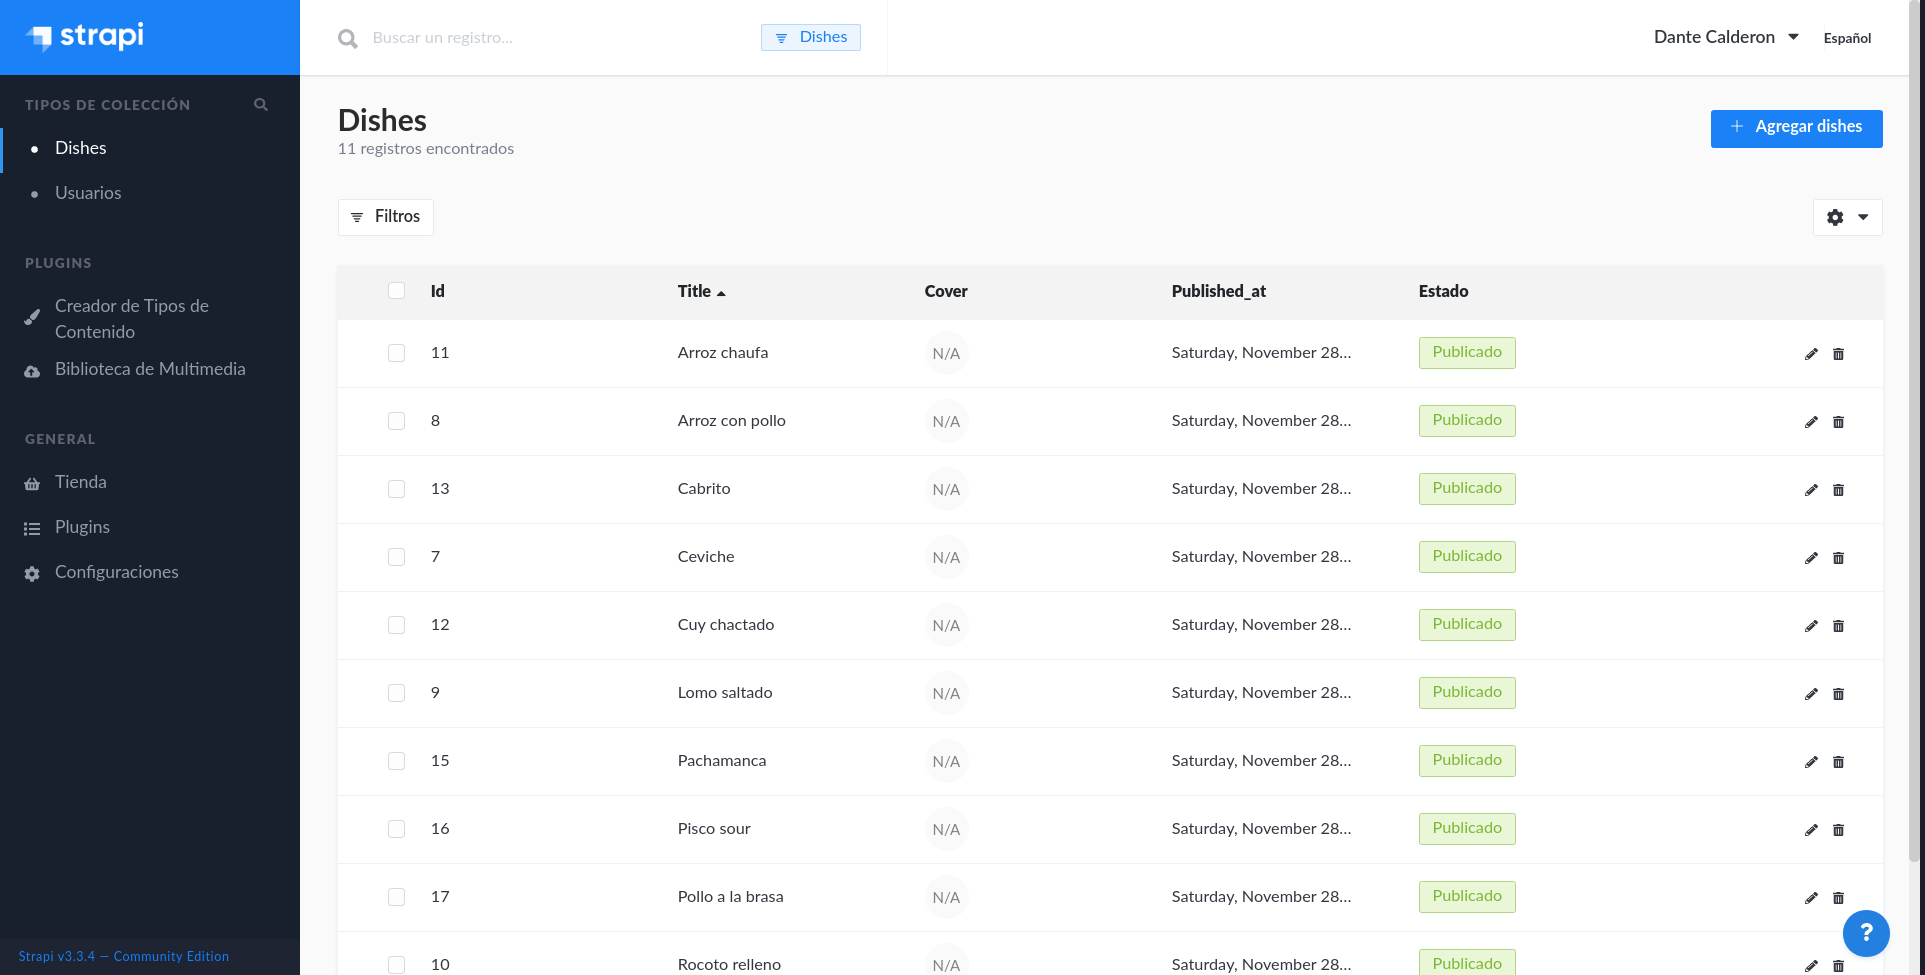 strapi
Buscar un registro...
Dishes
Dante Calderon
Español
TIPOS DE COLECCIÓN
Dishes
Usuarios
PLUGINS
Creador de Tipos de
Contenido
Biblioteca de Multimedia
GENERAL
Tienda
Plugins
Configuraciones
Strapi v3.3.4 — Community Edition
Dishes
11 registros encontrados
Agregar dishes
Filtros
Id Title Cover Published_at Estado
11 Arroz chaufa N/A Saturday, November 28... Publicado
8 Arroz con pollo N/A Saturday, November 28... Publicado
13 Cabrito N/A Saturday, November 28... Publicado
7 Ceviche N/A Saturday, November 28... Publicado
12 Cuy chactado N/A Saturday, November 28... Publicado
9 Lomo saltado N/A Saturday, November 28... Publicado
15 Pachamanca N/A Saturday, November 28... Publicado
16 Pisco sour N/A Saturday, November 28... Publicado
17 Pollo a la brasa N/A Saturday, November 28... Publicado
10 Rocoto relleno N/A Saturday, November 28... Publicado
?